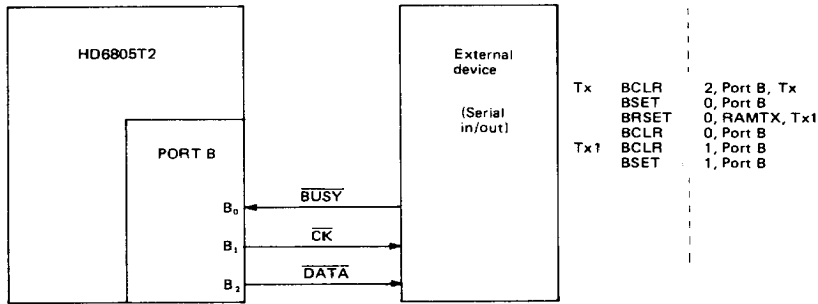 HD6805T2
PORT B
B₀
B₁
B₂
BUSY
CK
DATA
External
device
(Serial
in/out)
Tx BCLR 2, Port B, Tx
BSET 0, Port B
BRSET 0, RAMTX, Tx1
BCLR 0, Port B
Tx1 BCLR 1, Port B
BSET 1, Port B